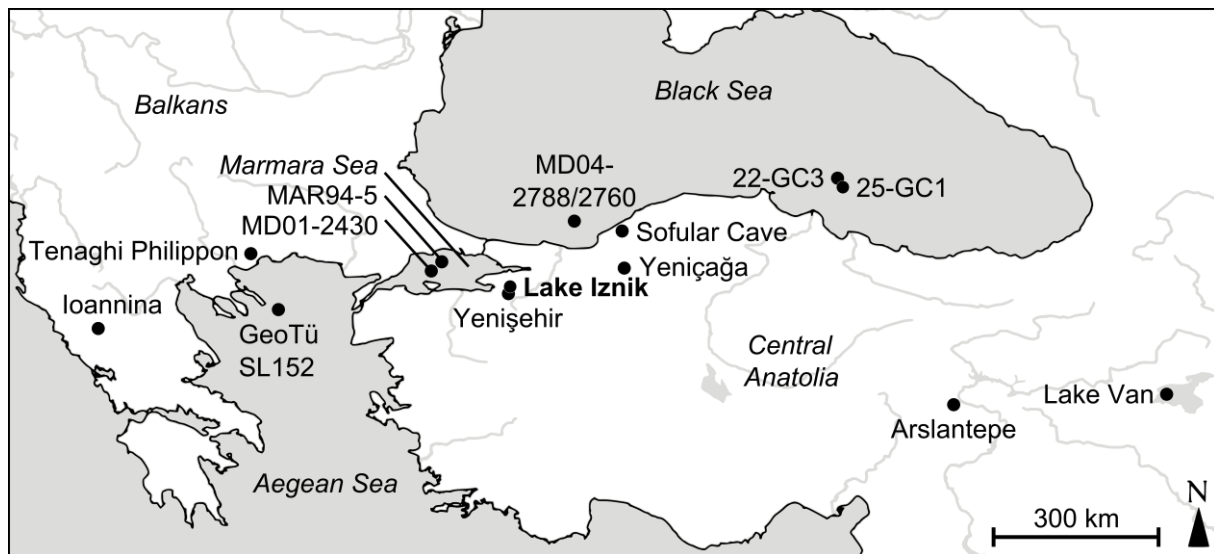 Black Sea
Balkans
Marmara Sea
MAR94-5
MD01-2430
MD04-
2788/2760
22-GC3
25-GC1
Sofular Cave
Tenaghi Philippon
Yeniçağa
Lake Iznik
Ioannina
Yenişehir
GeoTü
SL152
Central
Anatolia
Lake Van
Arslantepe
Aegean Sea
N
300 km